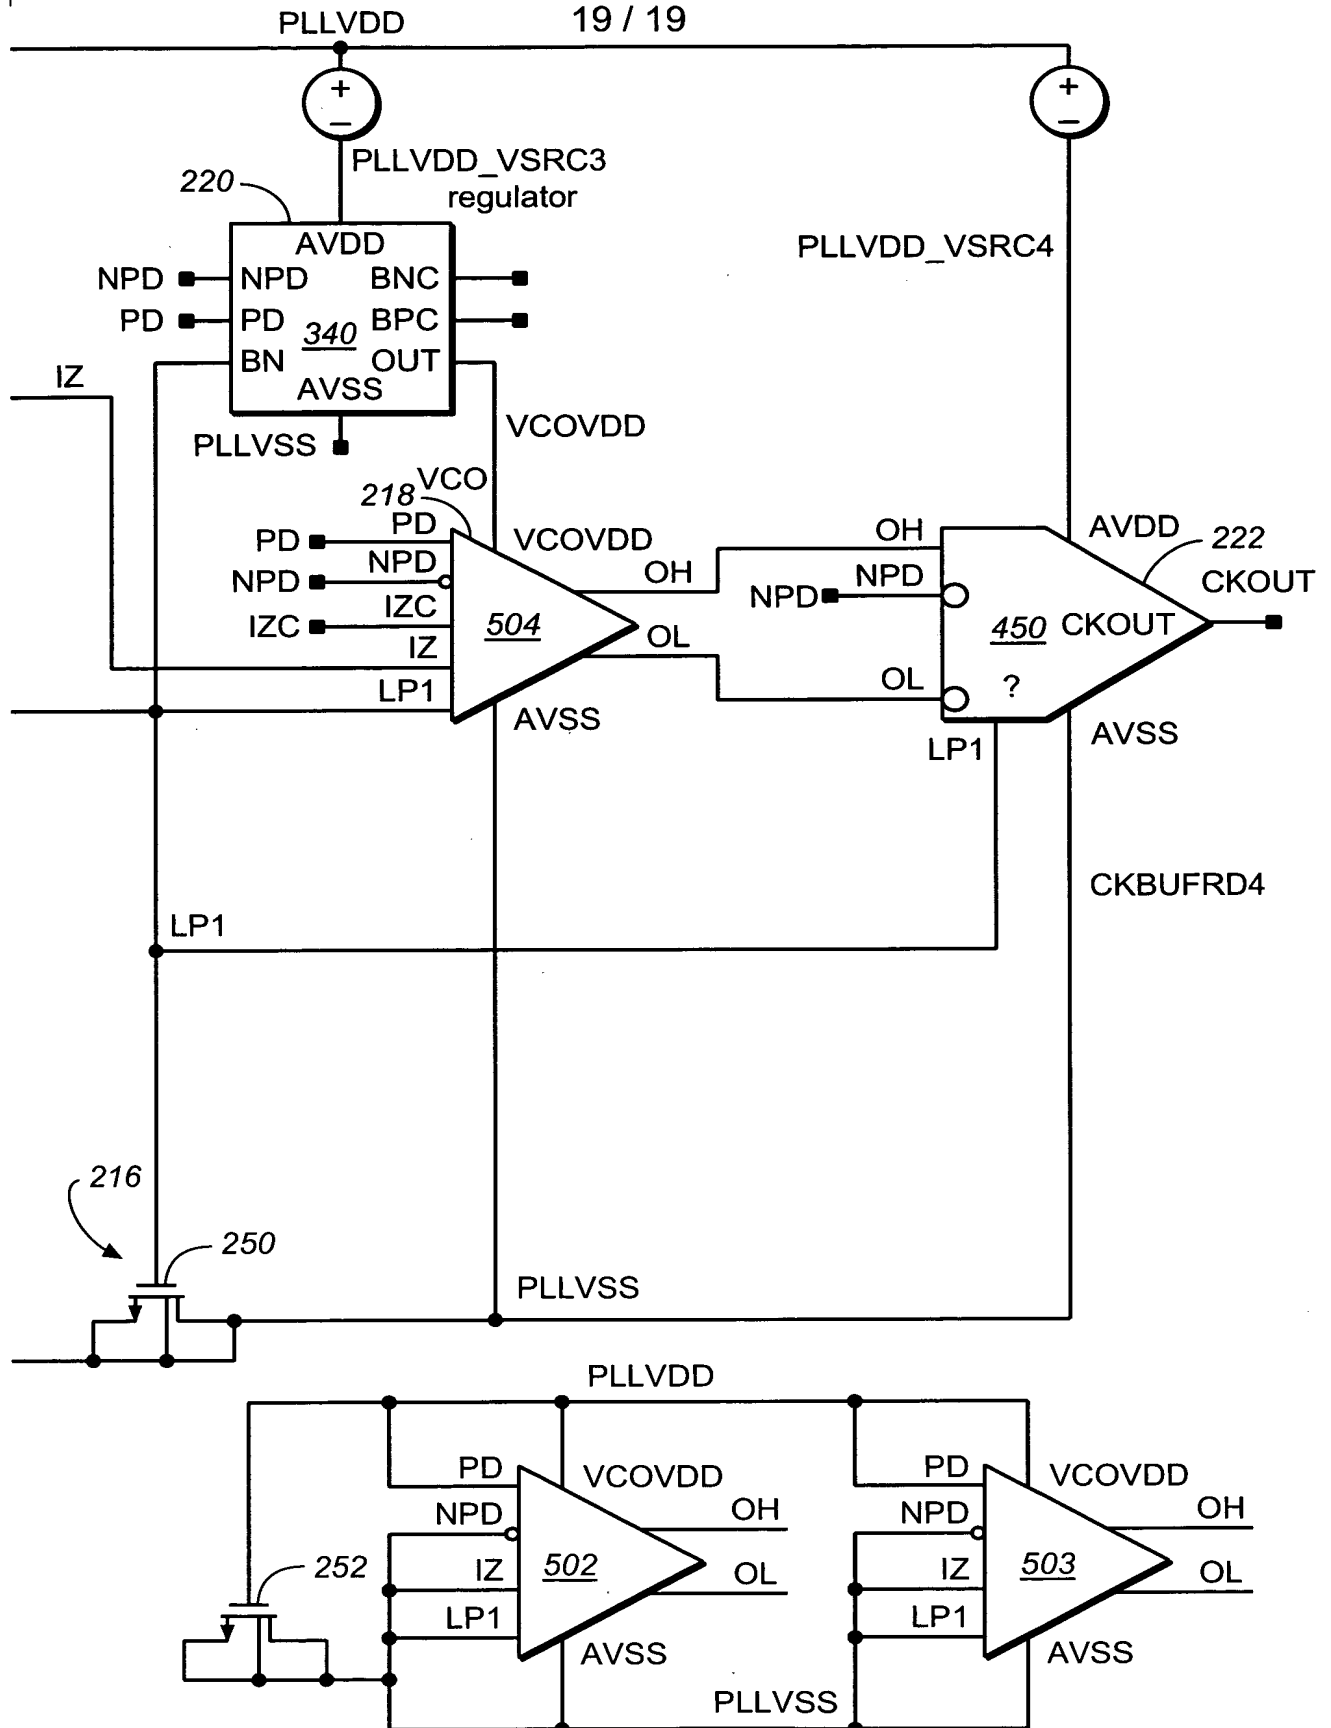 PLLVDD
19 / 19
+
−
+
−
PLLVDD_VSRC3
regulator
220
PLLVDD_VSRC4
AVDD
NPD
NPD
BNC
PD
PD
340
BPC
BN
OUT
AVSS
IZ
PLLVSS
VCOVDD
VCO
218
PD
PD
NPD
NPD
IZC
IZC
IZ
LP1
504
VCOVDD
OH
OL
AVSS
OH
NPD
NPD
OL
LP1
450
CKOUT
?
AVDD
222
CKOUT
AVSS
CKBUFRD4
LP1
216
250
PLLVSS
PLLVDD
PD
VCOVDD
NPD
OH
IZ
502
OL
LP1
AVSS
252
PD
VCOVDD
NPD
OH
IZ
503
OL
LP1
AVSS
PLLVSS